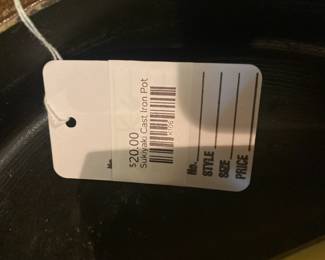 $20.00
Sukiyaki Cast Iron Pot
No.
STYLE
SIZE
PRICE